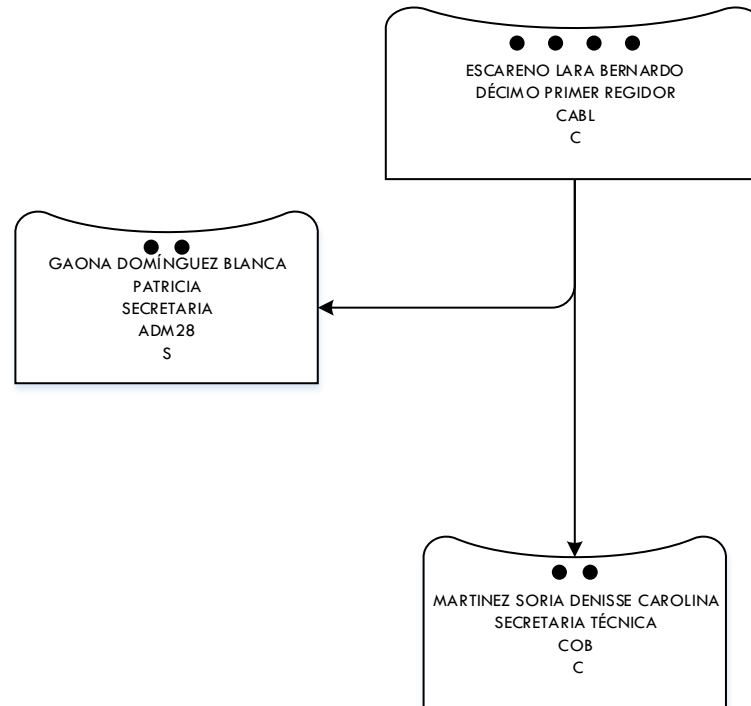 ESCARENO LARA BERNARDO
DÉCIMO PRIMER REGIDOR
CABL
C
GAONA DOMÍNGUEZ BLANCA
PATRICIA
SECRETARIA
ADM28
S
MARTINEZ SORIA DENISSE CAROLINA
SECRETARIA TÉCNICA
COB
C